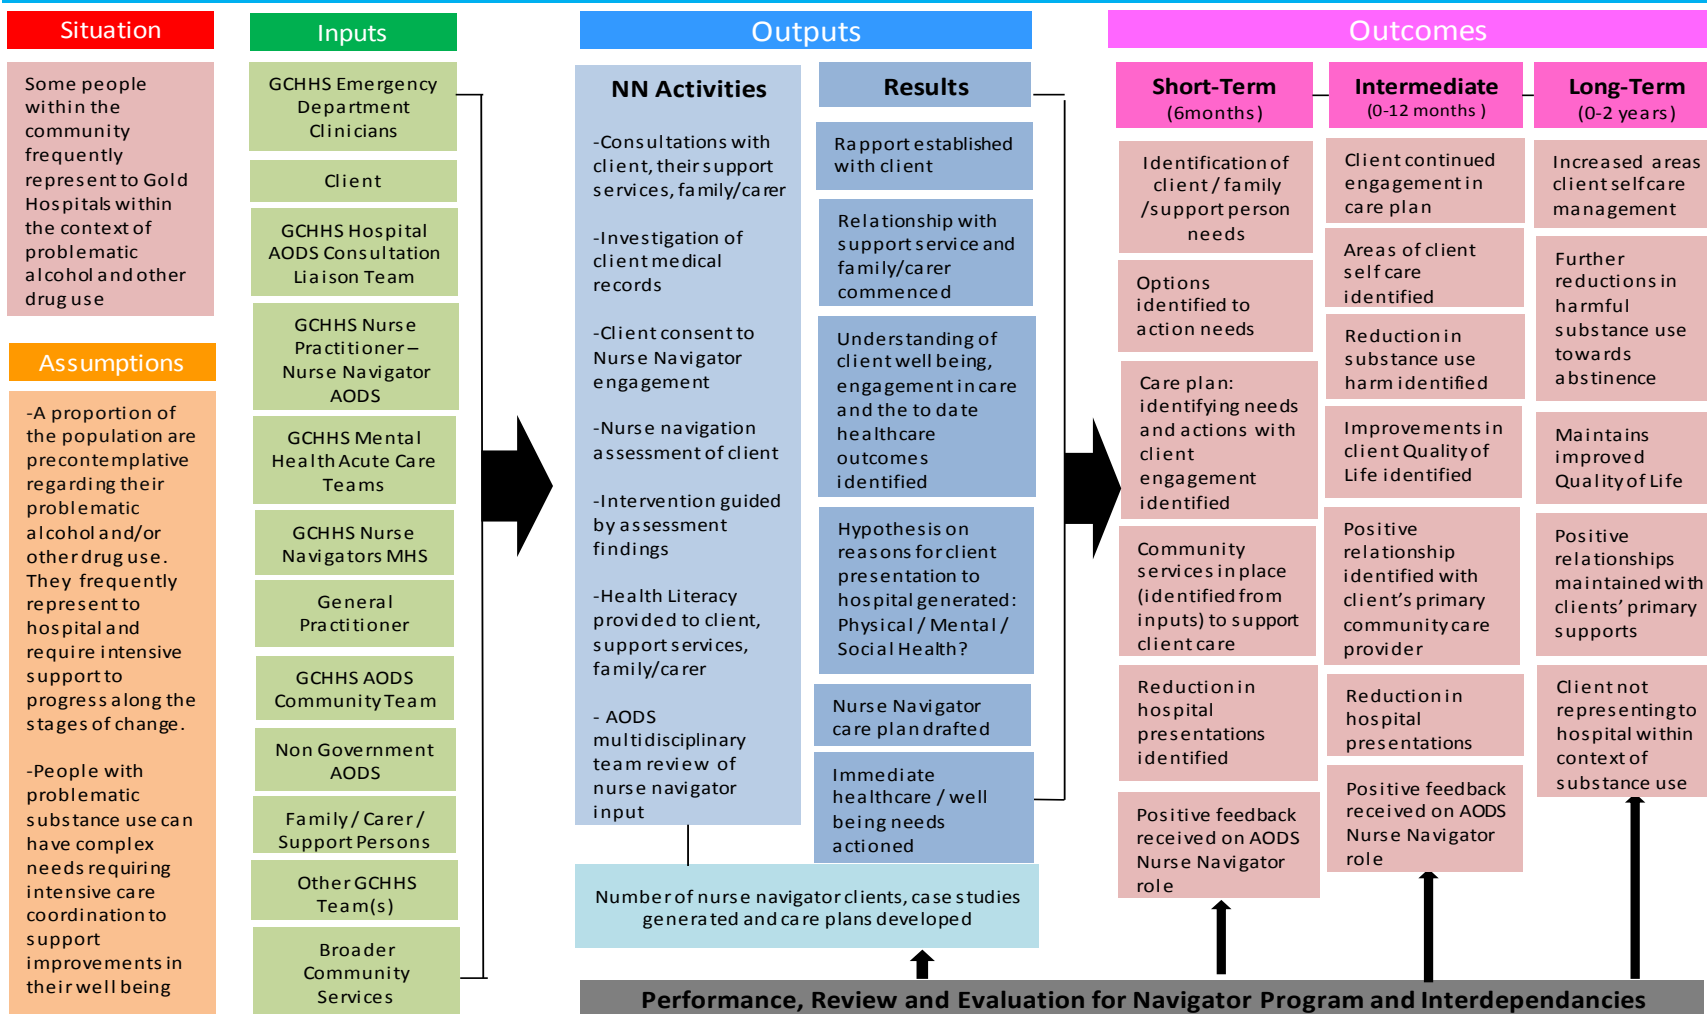 Situation
Some people
within the
community
frequently
represent to Gold
Hospitals within
the context of
problematic
alcohol and other
drug use
Assumptions
-A proportion of
the population are
precontemplative
regarding their
problematic
alcohol and/or
other drug use.
They frequently
represent to
hospital and
require intensive
support to
progress along the
stages of change.
-People with
problematic
substance use can
have complex
needs requiring
intensive care
coordination to
support
improvements in
their well being
Inputs
GCHHS Emergency
Department
Clinicians
Client
GCHHS Hospital
AODS Consultation
Liaison Team
GCHHS Nurse
Practitioner –
Nurse Navigator
AODS
GCHHS Mental
Health Acute Care
Teams
GCHHS Nurse
Navigators MHS
General
Practitioner
GCHHS AODS
Community Team
Non Government
AODS
Family / Carer /
Support Persons
Other GCHHS
Team(s)
Broader
Community
Services
Outputs
NN Activities
-Consultations with
client, their support
services, family/carer
-Investigation of
client medical
records
-Client consent to
Nurse Navigator
engagement
-Nurse navigation
assessment of client
-Intervention guided
by assessment
findings
-Health Literacy
provided to client,
support services,
family/carer
- AODS
multidisciplinary
team review of
nurse navigator
input
Results
Rapport established
with client
Relationship with
support service and
family/carer
commenced
Understanding of
client well being,
engagement in care
and the to date
healthcare
outcomes
identified
Hypothesis on
reasons for client
presentation to
hospital generated:
Physical / Mental /
Social Health?
Nurse Navigator
care plan drafted
Immediate
healthcare / well
being needs
actioned
Number of nurse navigator clients, case studies
generated and care plans developed
Outcomes
Short-Term
(6months)
Identification of
client / family
/support person
needs
Options
identified to
action needs
Care plan:
identifying needs
and actions with
client
engagement
identified
Community
services in place
(identified from
inputs) to support
client care
Reduction in
hospital
presentations
identified
Positive feedback
received on AODS
Nurse Navigator
role
Intermediate
(0-12 months )
Client continued
engagement in
care plan
Areas of client
self care
identified
Reduction in
substance use
harm identified
Improvements in
client Quality of
Life identified
Positive
relationship
identified with
client's primary
community care
provider
Reduction in
hospital
presentations
Positive feedback
received on AODS
Nurse Navigator
role
Long-Term
(0-2 years)
Increased areas
client selfcare
management
Further
reductions in
harmful
substance use
towards
abstinence
Maintains
improved
Quality of Life
Positive
relationships
maintained with
clients' primary
supports
Client not
representing to
hospital within
context of
substance use
Performance, Review and Evaluation for Navigator Program and Interdependancies